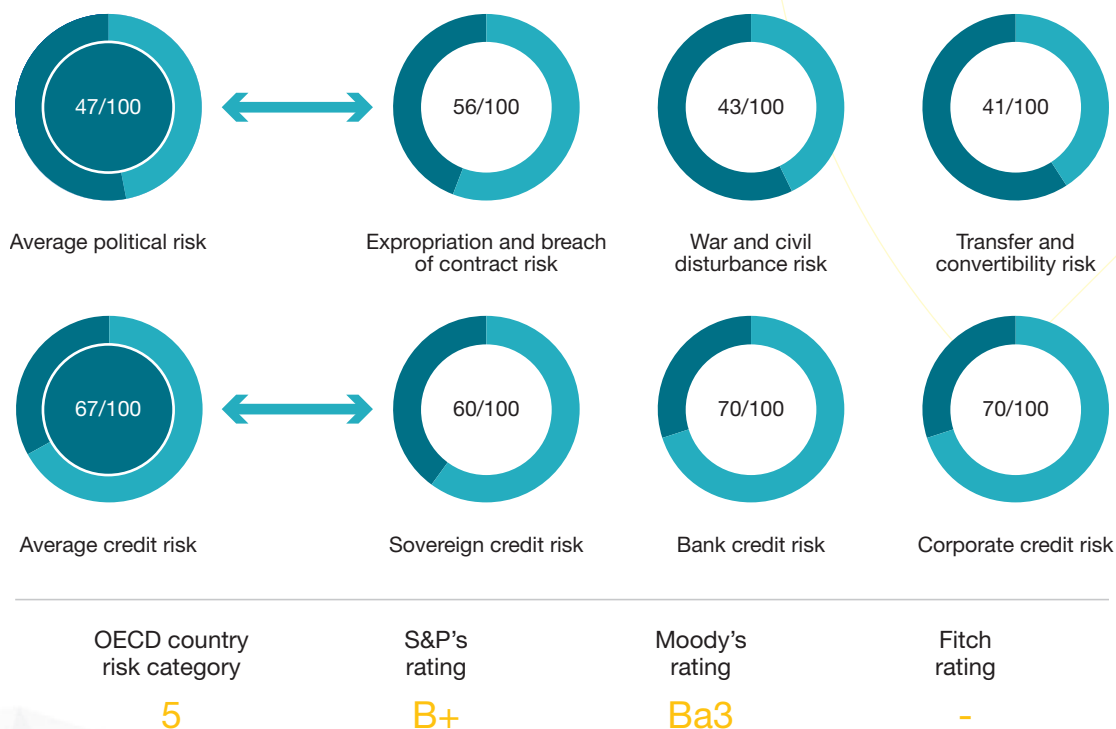 47/100
56/100
43/100
41/100
Average political risk
Expropriation and breach
of contract risk
War and civil
disturbance risk
Transfer and
convertibility risk
67/100
60/100
70/100
70/100
Average credit risk
Sovereign credit risk
Bank credit risk
Corporate credit risk
OECD country
risk category
5
S&P's
rating
B+
Moody's
rating
Ba3
Fitch
rating
-